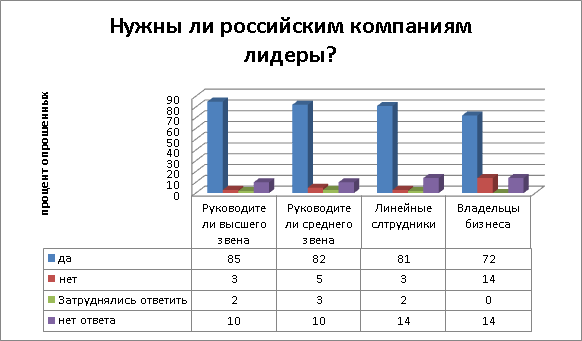 Нужны ли российским компаниям
лидеры?
процент опрошенных
90
80
70
60
50
40
30
20
10
0
Руководите Руководите Линейные Владельцы
ли высшего ли среднего слтрудники бизнеса
звена звена
да 85 82 81 72
нет 3 5 3 14
Затруднялись ответить 2 3 2 0
нет ответа 10 10 14 14